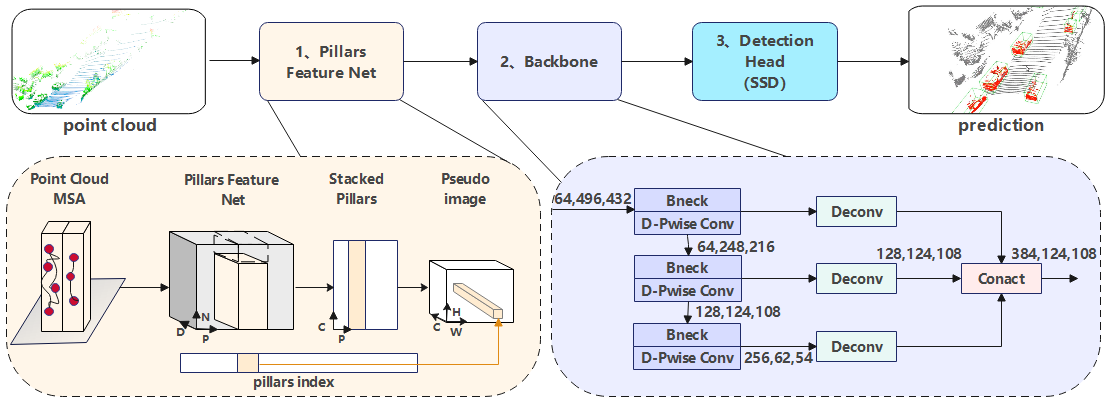 1、Pillars
Feature Net
2、Backbone
3、Detection
Head
(SSD)
point cloud
prediction
Point Cloud
MSA
Pillars Feature
Net
Stacked
Pillars
Pseudo
image
N
D
P
C
P
H
C
W
pillars index
64,496,432
Bneck
D-Pwise Conv
Deconv
64,248,216
Bneck
D-Pwise Conv
Deconv
128,124,108
Conact
384,124,108
128,124,108
Bneck
D-Pwise Conv
256,62,54
Deconv